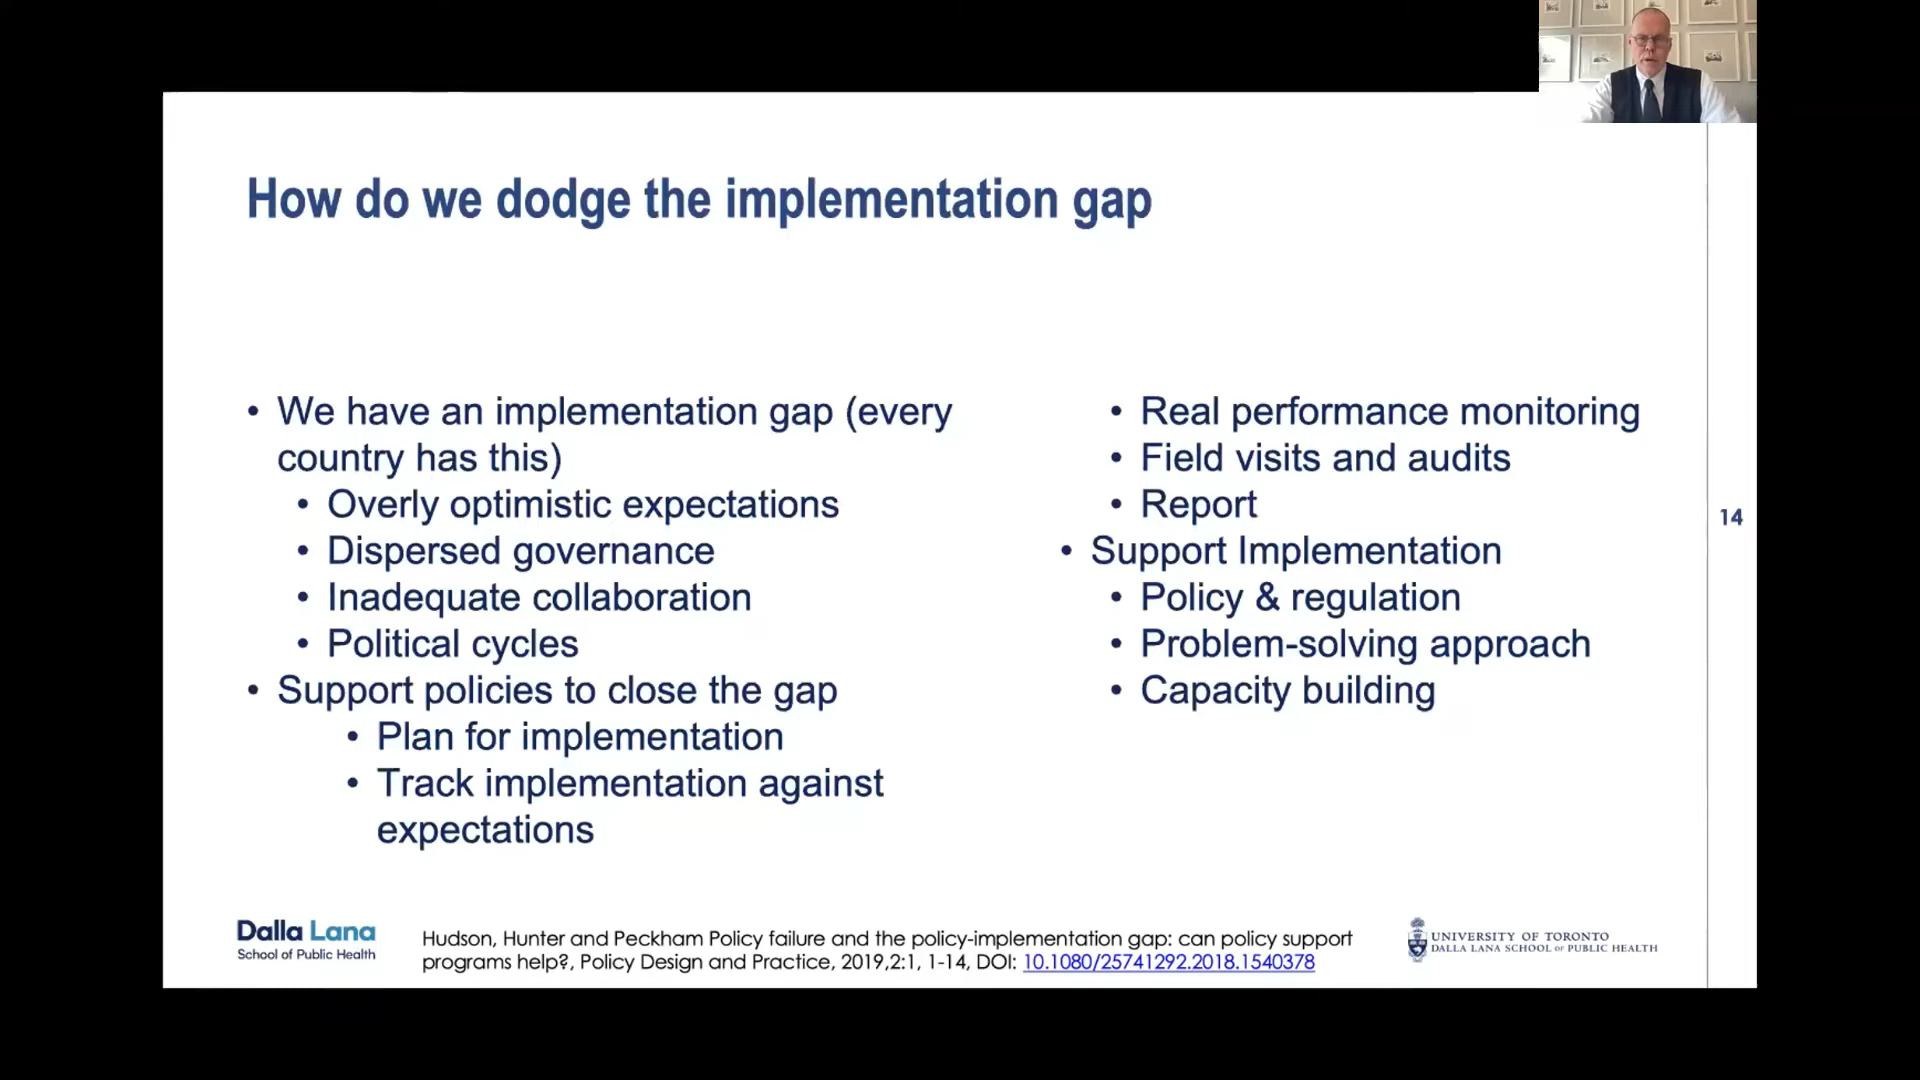 How do we dodge the implementation gap
• We have an implementation gap (every
country has this)
• Overly optimistic expectations
• Dispersed governance
• Inadequate collaboration
• Political cycles
• Support policies to close the gap
• Plan for implementation
• Track implementation against
expectations
• Real performance monitoring
• Field visits and audits
• Report
• Support Implementation
• Policy & regulation
• Problem-solving approach
• Capacity building
14
Dalla Lana
School of Public Health
Hudson, Hunter and Peckham Policy failure and the policy-implementation gap: can policy support
programs help?, Policy Design and Practice, 2019,2:1, 1-14, DOI: 10.1080/25741292.2018.1540378
UNIVERSITY OF TORONTO
DALLA LANA SCHOOL OF PUBLIC HEALTH